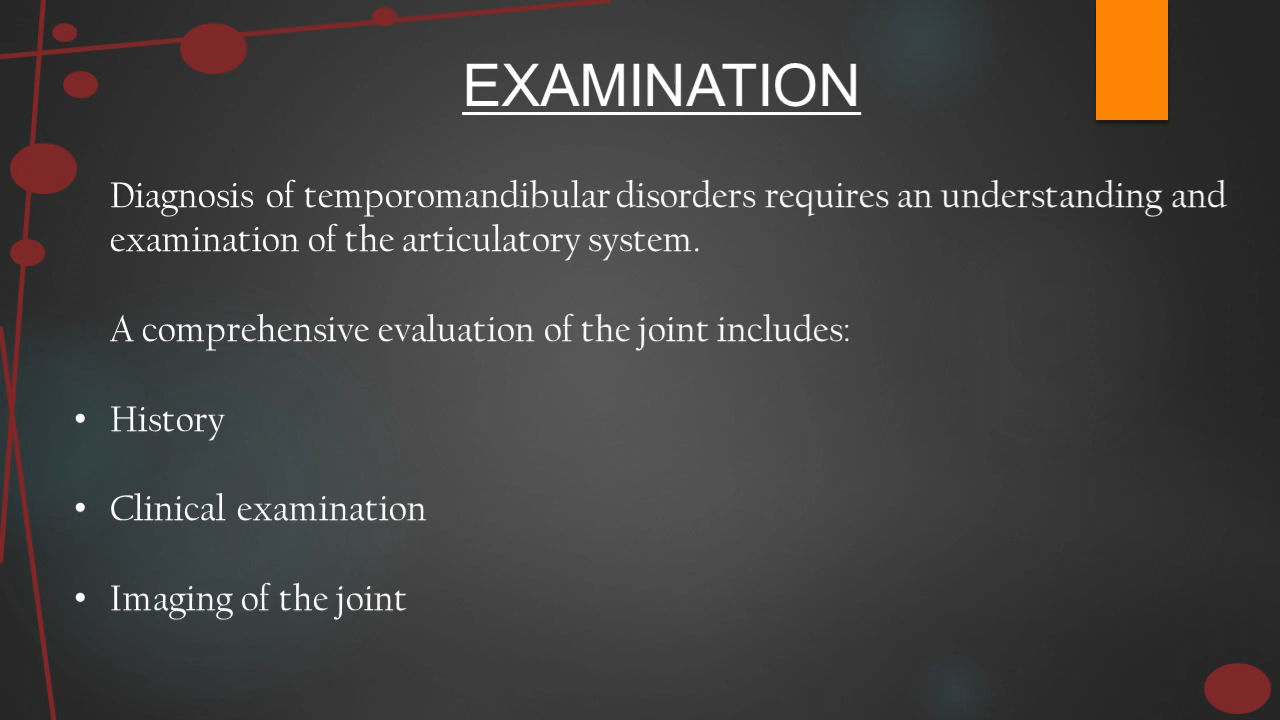 EXAMINATION
Diagnosis of temporomandibular disorders requires an understanding and
examination of the articulatory system.
A comprehensive evaluation of the joint includes:
• History
• Clinical examination
• Imaging of the joint